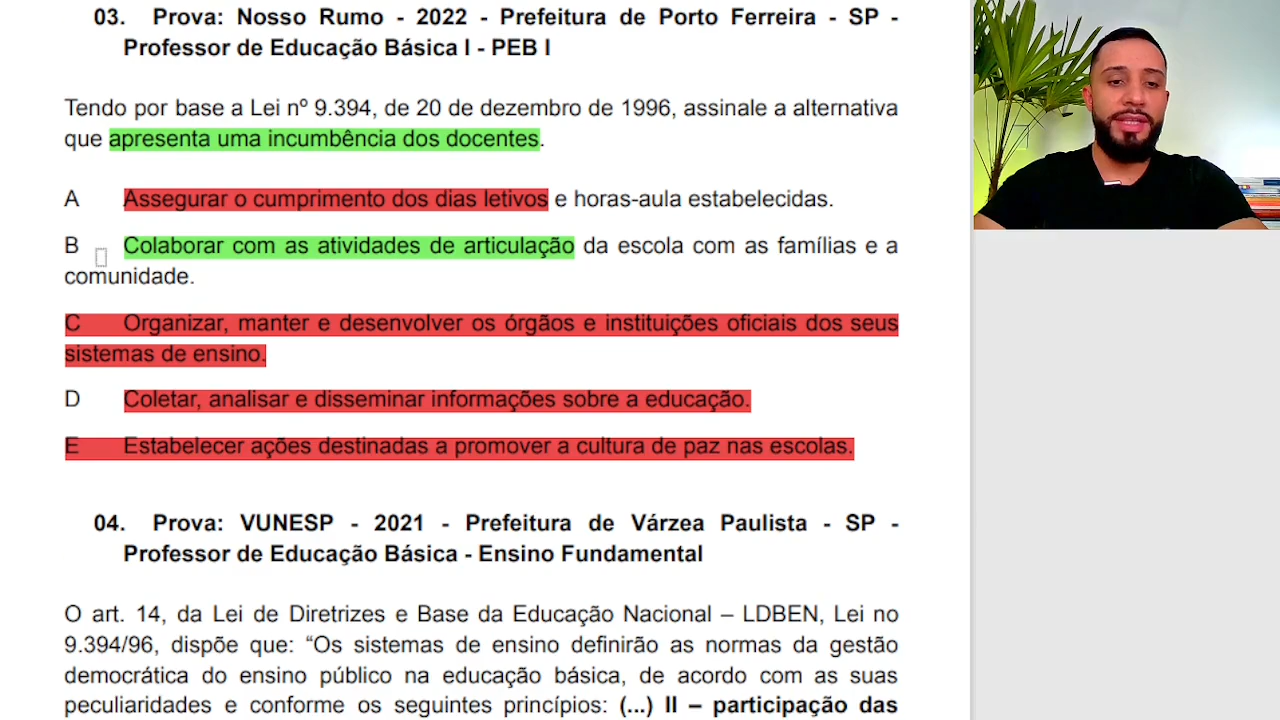 03. Prova: Nosso Rumo - 2022 - Prefeitura de Porto Ferreira - SP -
Professor de Educação Básica I - PEB I
Tendo por base a Lei nº 9.394, de 20 de dezembro de 1996, assinale a alternativa
que apresenta uma incumbência dos docentes.
A Assegurar o cumprimento dos dias letivos e horas-aula estabelecidas.
B Colaborar com as atividades de articulação da escola com as famílias e a
comunidade.
C Organizar, manter e desenvolver os órgãos e instituições oficiais dos seus
sistemas de ensino.
D Coletar, analisar e disseminar informações sobre a educação.
E Estabelecer ações destinadas a promover a cultura de paz nas escolas.
04. Prova: VUNESP - 2021 - Prefeitura de Várzea Paulista - SP -
Professor de Educação Básica - Ensino Fundamental
O art. 14, da Lei de Diretrizes e Base da Educação Nacional – LDBEN, Lei no
9.394/96, dispõe que: “Os sistemas de ensino definirão as normas da gestão
democrática do ensino público na educação básica, de acordo com as suas
peculiaridades e conforme os seguintes princípios: (...) II – participação das